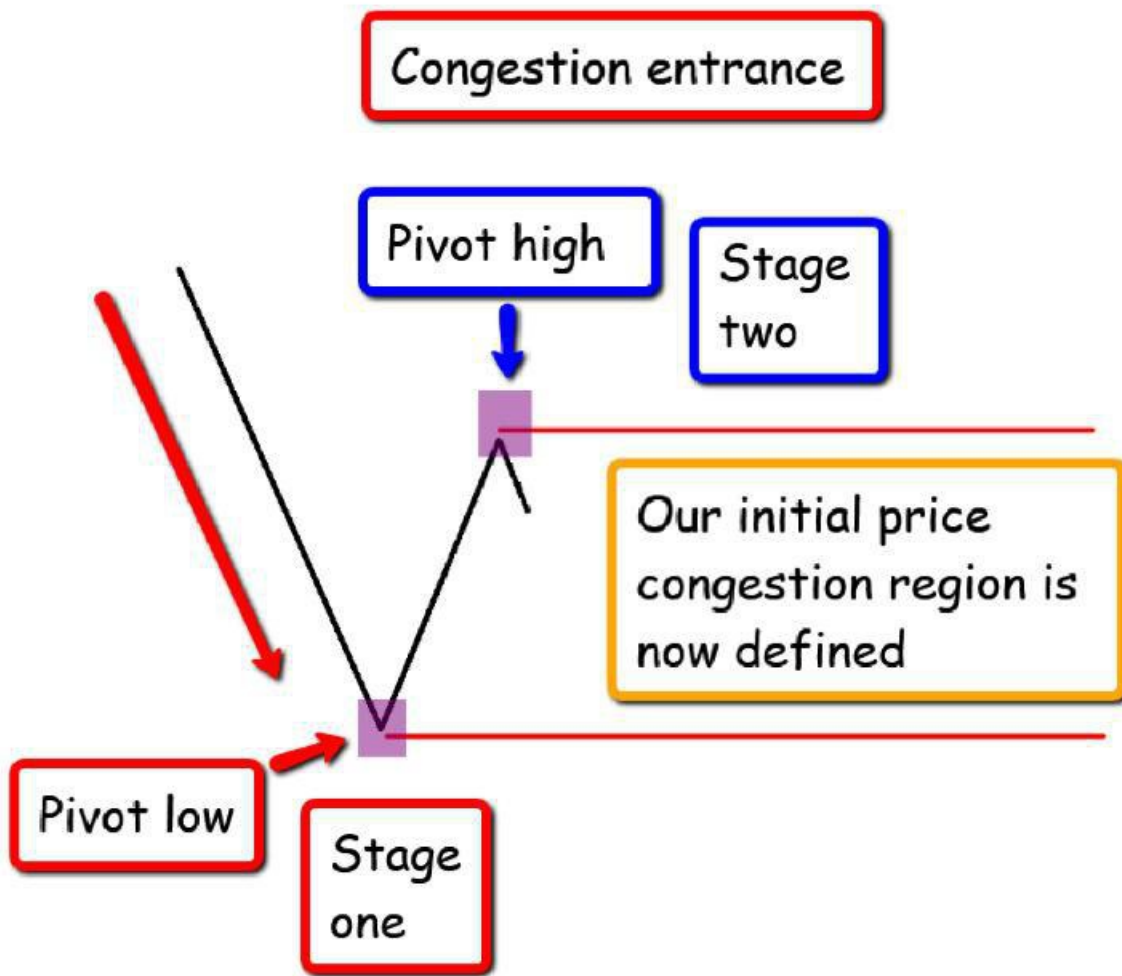 Congestion entrance
Pivot high
Stage
two
Our initial price
congestion region is
now defined
Pivot low
Stage
one